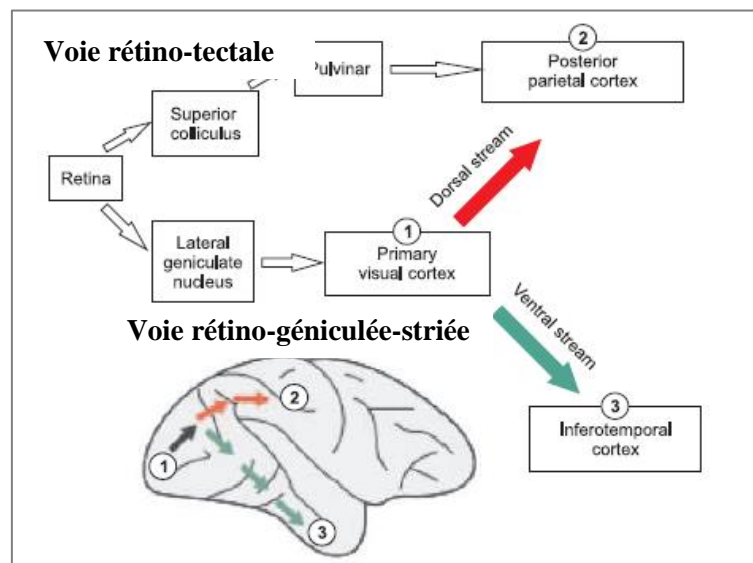 Voie rétino-tectale
Pulvinar
2
Posterior
parietal cortex
Superior
colliculus
Retina
Dorsal stream
Lateral
geniculate
nucleus
1
Primary
visual cortex
Ventral stream
Voie rétino-géniculée-striée
3
Inferotemporal
cortex
2
1
3